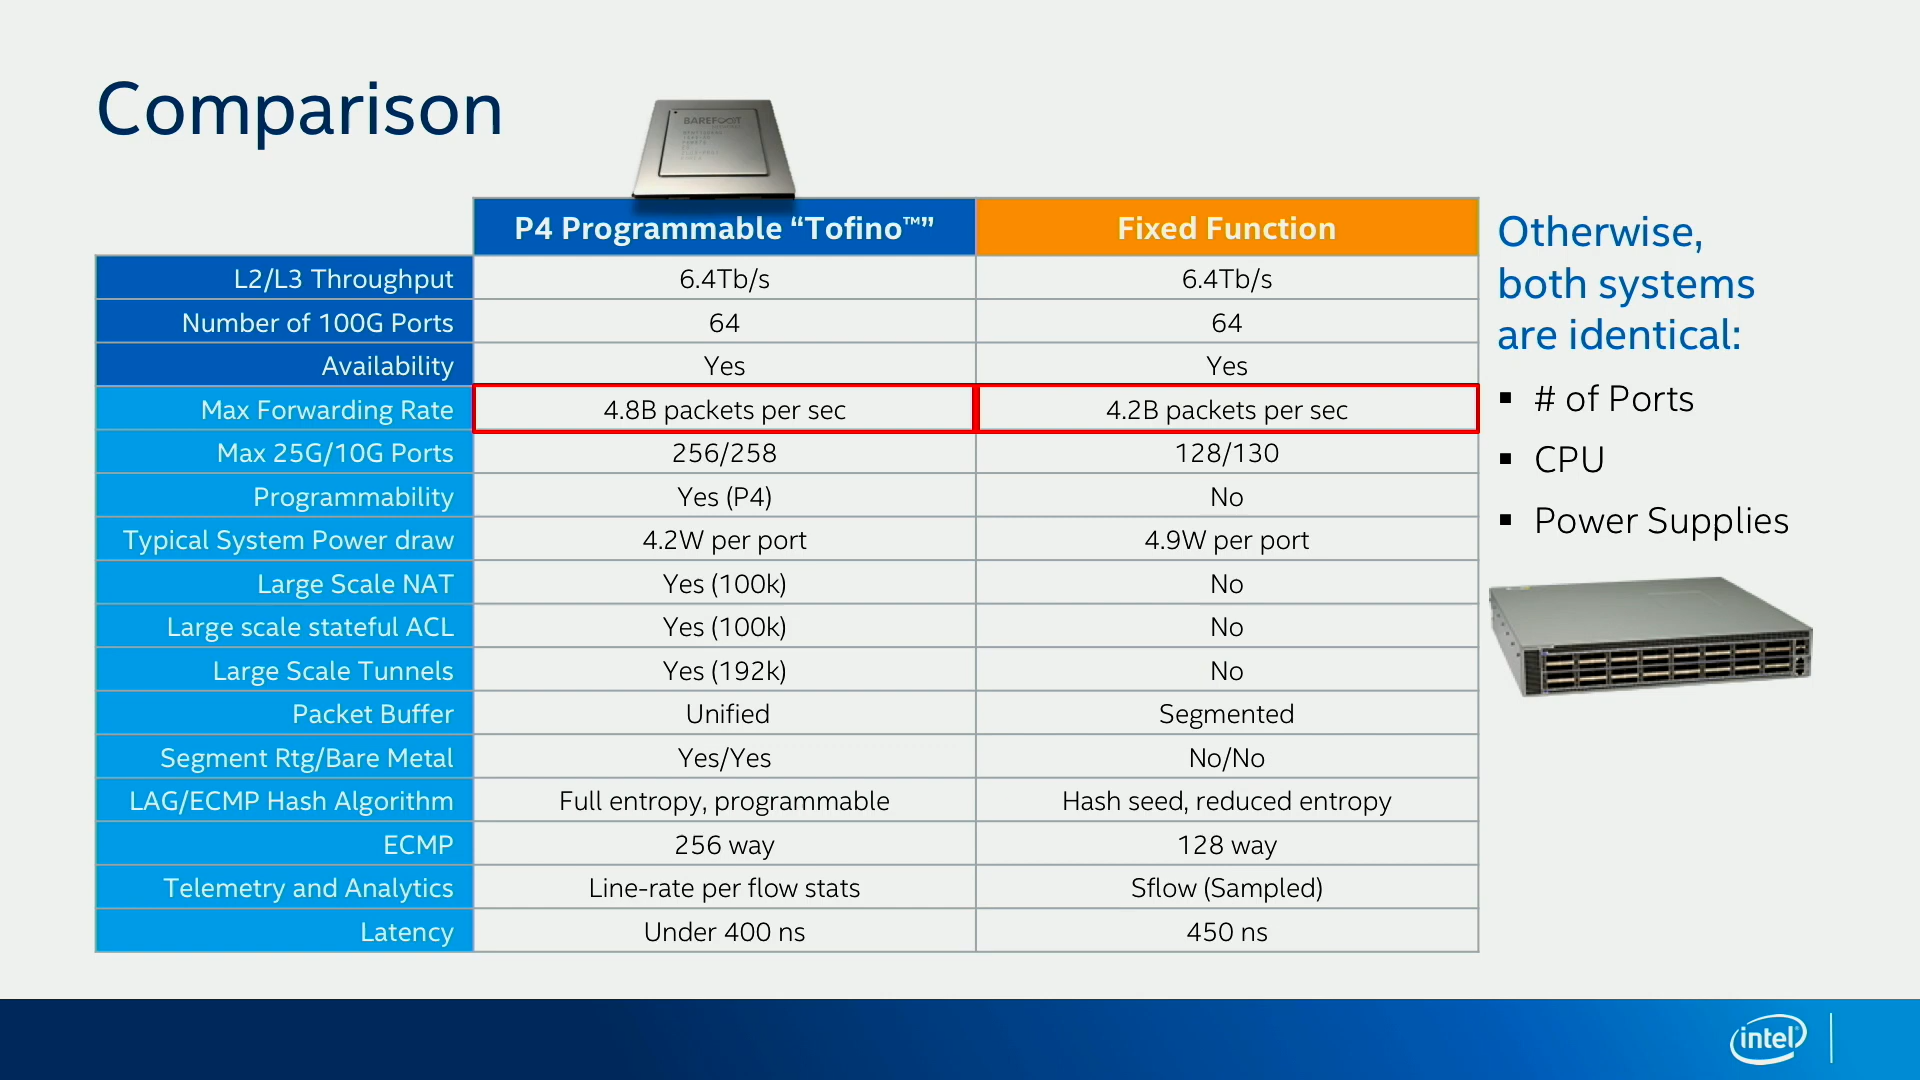 Comparison
BAREFOOT
P4 Programmable “Tofino™”
Fixed Function
L2/L3 Throughput 6.4Tb/s 6.4Tb/s
Number of 100G Ports 64 64
Availability Yes Yes
Max Forwarding Rate 4.8B packets per sec 4.2B packets per sec
Max 25G/10G Ports 256/258 128/130
Programmability Yes (P4) No
Typical System Power draw 4.2W per port 4.9W per port
Large Scale NAT Yes (100k) No
Large scale stateful ACL Yes (100k) No
Large Scale Tunnels Yes (192k) No
Packet Buffer Unified Segmented
Segment Rtg/Bare Metal Yes/Yes No/No
LAG/ECMP Hash Algorithm Full entropy, programmable Hash seed, reduced entropy
ECMP 256 way 128 way
Telemetry and Analytics Line-rate per flow stats Sflow (Sampled)
Latency Under 400 ns 450 ns
Otherwise,
both systems
are identical:
▪ # of Ports
▪ CPU
▪ Power Supplies
intel